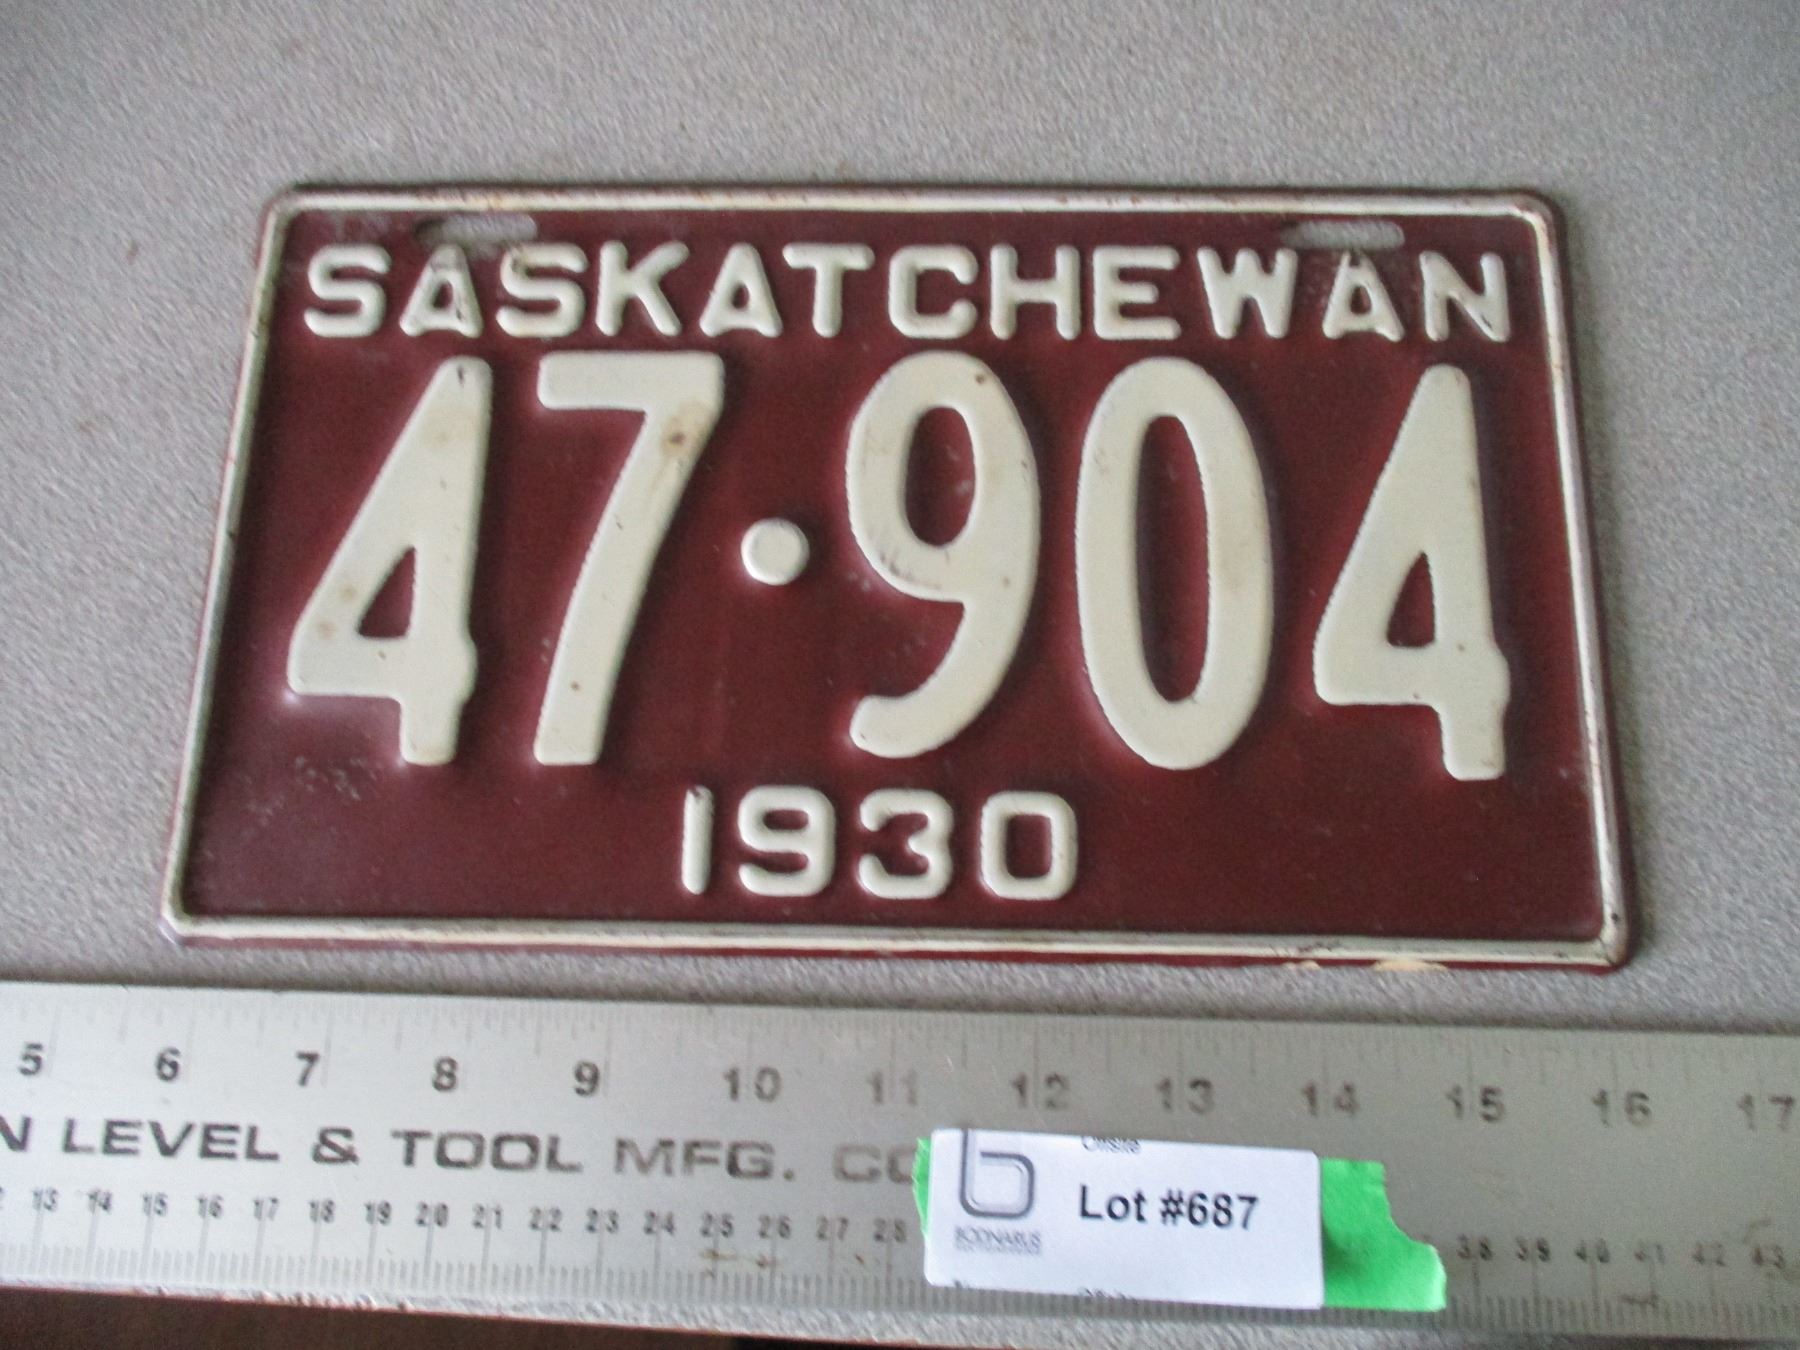 SASKATCHEWAN
47·904
1930
5 6 7 8 9 10 11 12 13 14 15 16 17
N LEVEL & TOOL MFG. CO
13 14 15 16 17 18 19 20 21 22 23 24 25 26 27 28 38 39 40 41 42 43
Offsite
Lot #687
BODNARUS